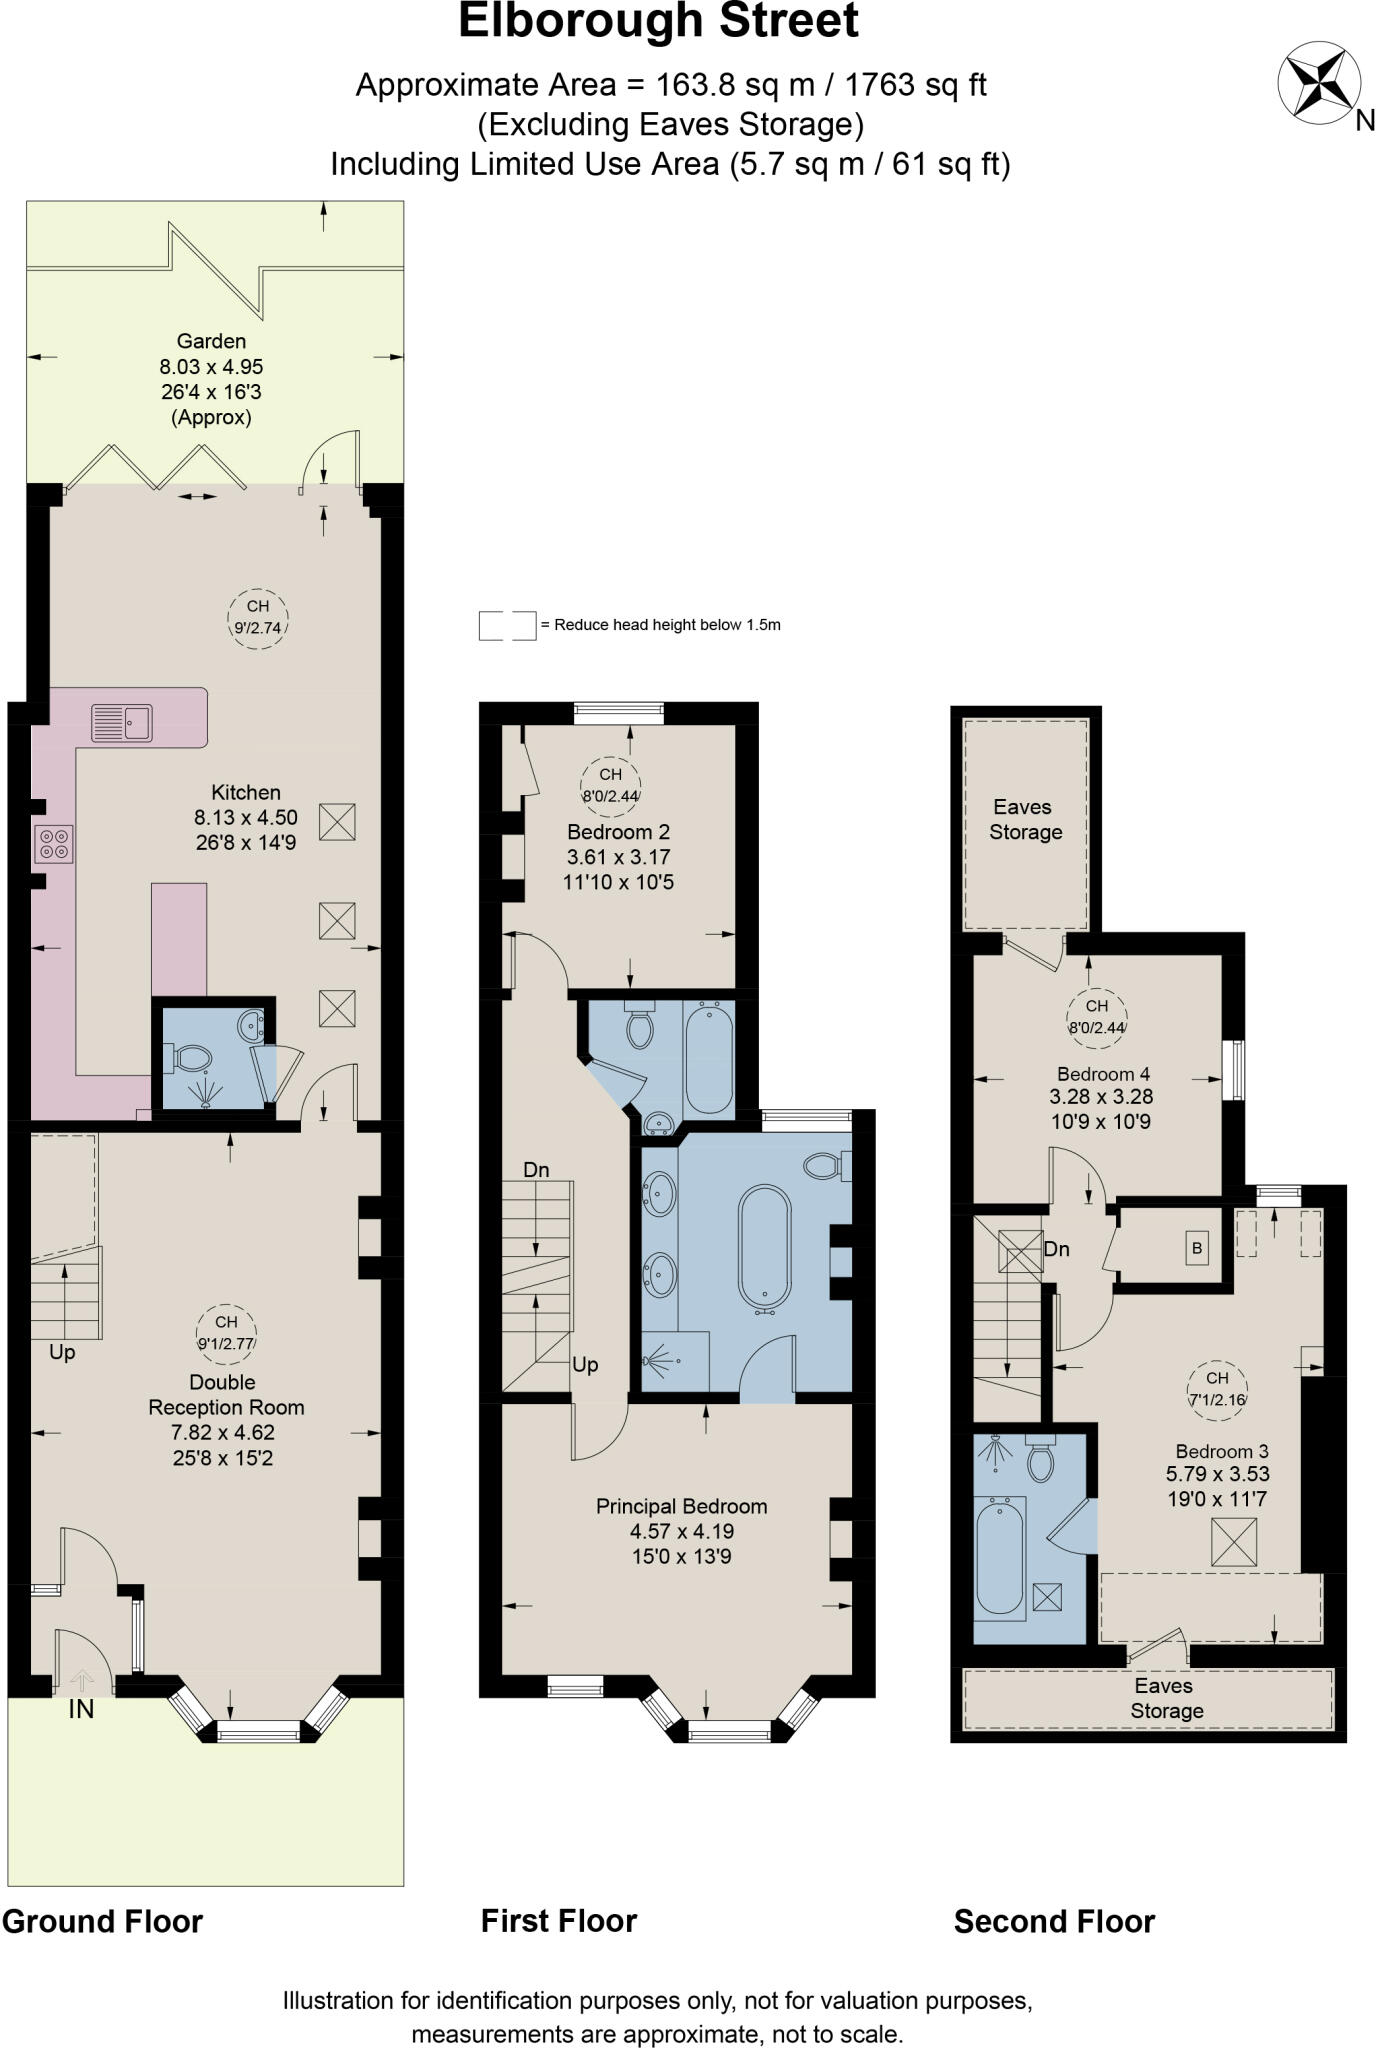 Elborough Street
Approximate Area = 163.8 sq m / 1763 sq ft
(Excluding Eaves Storage)
Including Limited Use Area (5.7 sq m / 61 sq ft)
N
Garden
8.03 x 4.95
26'4 x 16'3
(Approx)
CH
9'/2.74
Kitchen
8.13 x 4.50
26'8 x 14'9
Up
CH
9'1/2.77
Double
Reception Room
7.82 x 4.62
25'8 x 15'2
IN
Ground Floor
= Reduce head height below 1.5m
CH
8'0/2.44
Bedroom 2
3.61 x 3.17
11'10 x 10'5
Dn
Up
Principal Bedroom
4.57 x 4.19
15'0 x 13'9
First Floor
Eaves
Storage
CH
8'0/2.44
Bedroom 4
3.28 x 3.28
10'9 x 10'9
Dn
B
CH
7'1/2.16
Bedroom 3
5.79 x 3.53
19'0 x 11'7
Eaves
Storage
Second Floor
Illustration for identification purposes only, not for valuation purposes,
measurements are approximate, not to scale.